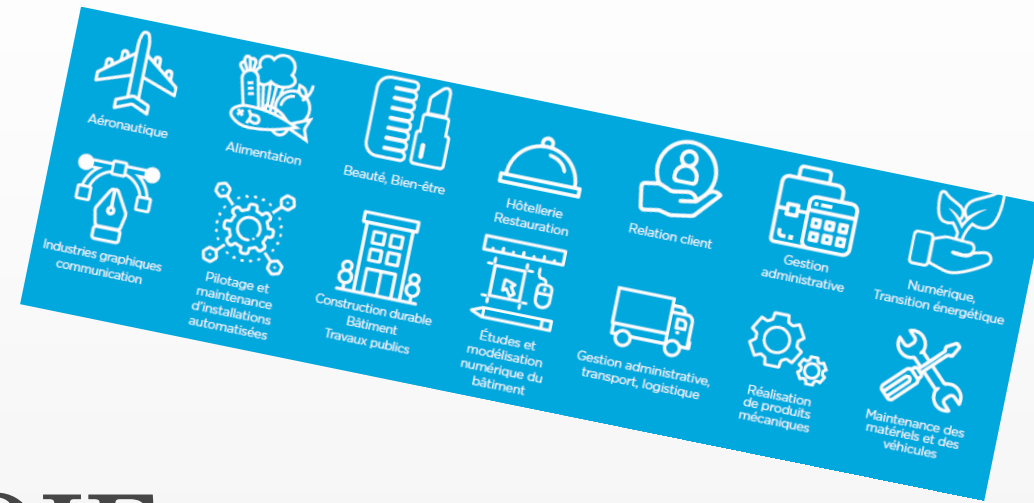 Aéronautique
Alimentation
Beauté, Bien-être
Hôtellerie
Restauration
Relation client
Gestion
administrative
Numérique,
Transition énergétique
Industries graphiques
communication
Pilotage et
maintenance
d'installations
automatisées
Construction durable
Bâtiment
Travaux publics
Études et
modélisation
numérique du
bâtiment
Gestion administrative,
transport, logistique
Réalisation
de produits
mécaniques
Maintenance des
matériels et des
véhicules